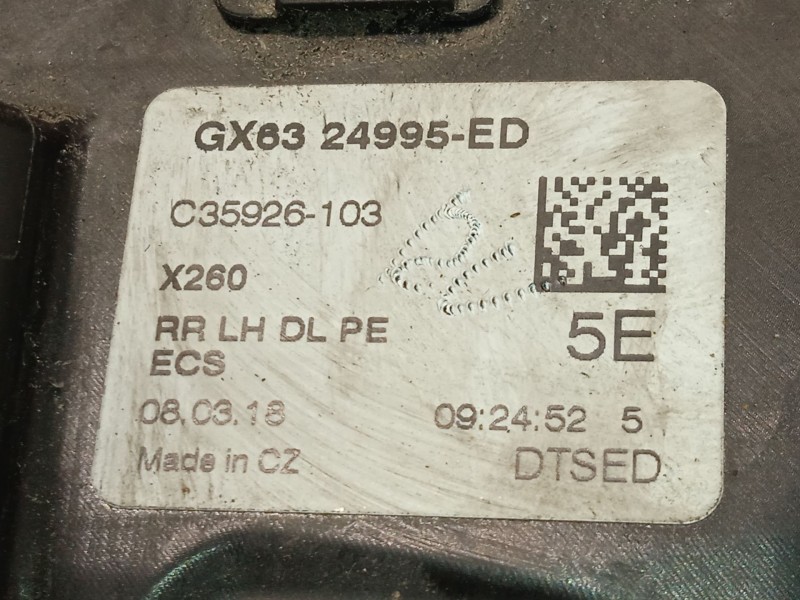 GX63 24995-ED
C35926-103
X260
RR LH DL PE
5E
ECS
08.03.18
09:24:52 5
Made in CZ
DTSED